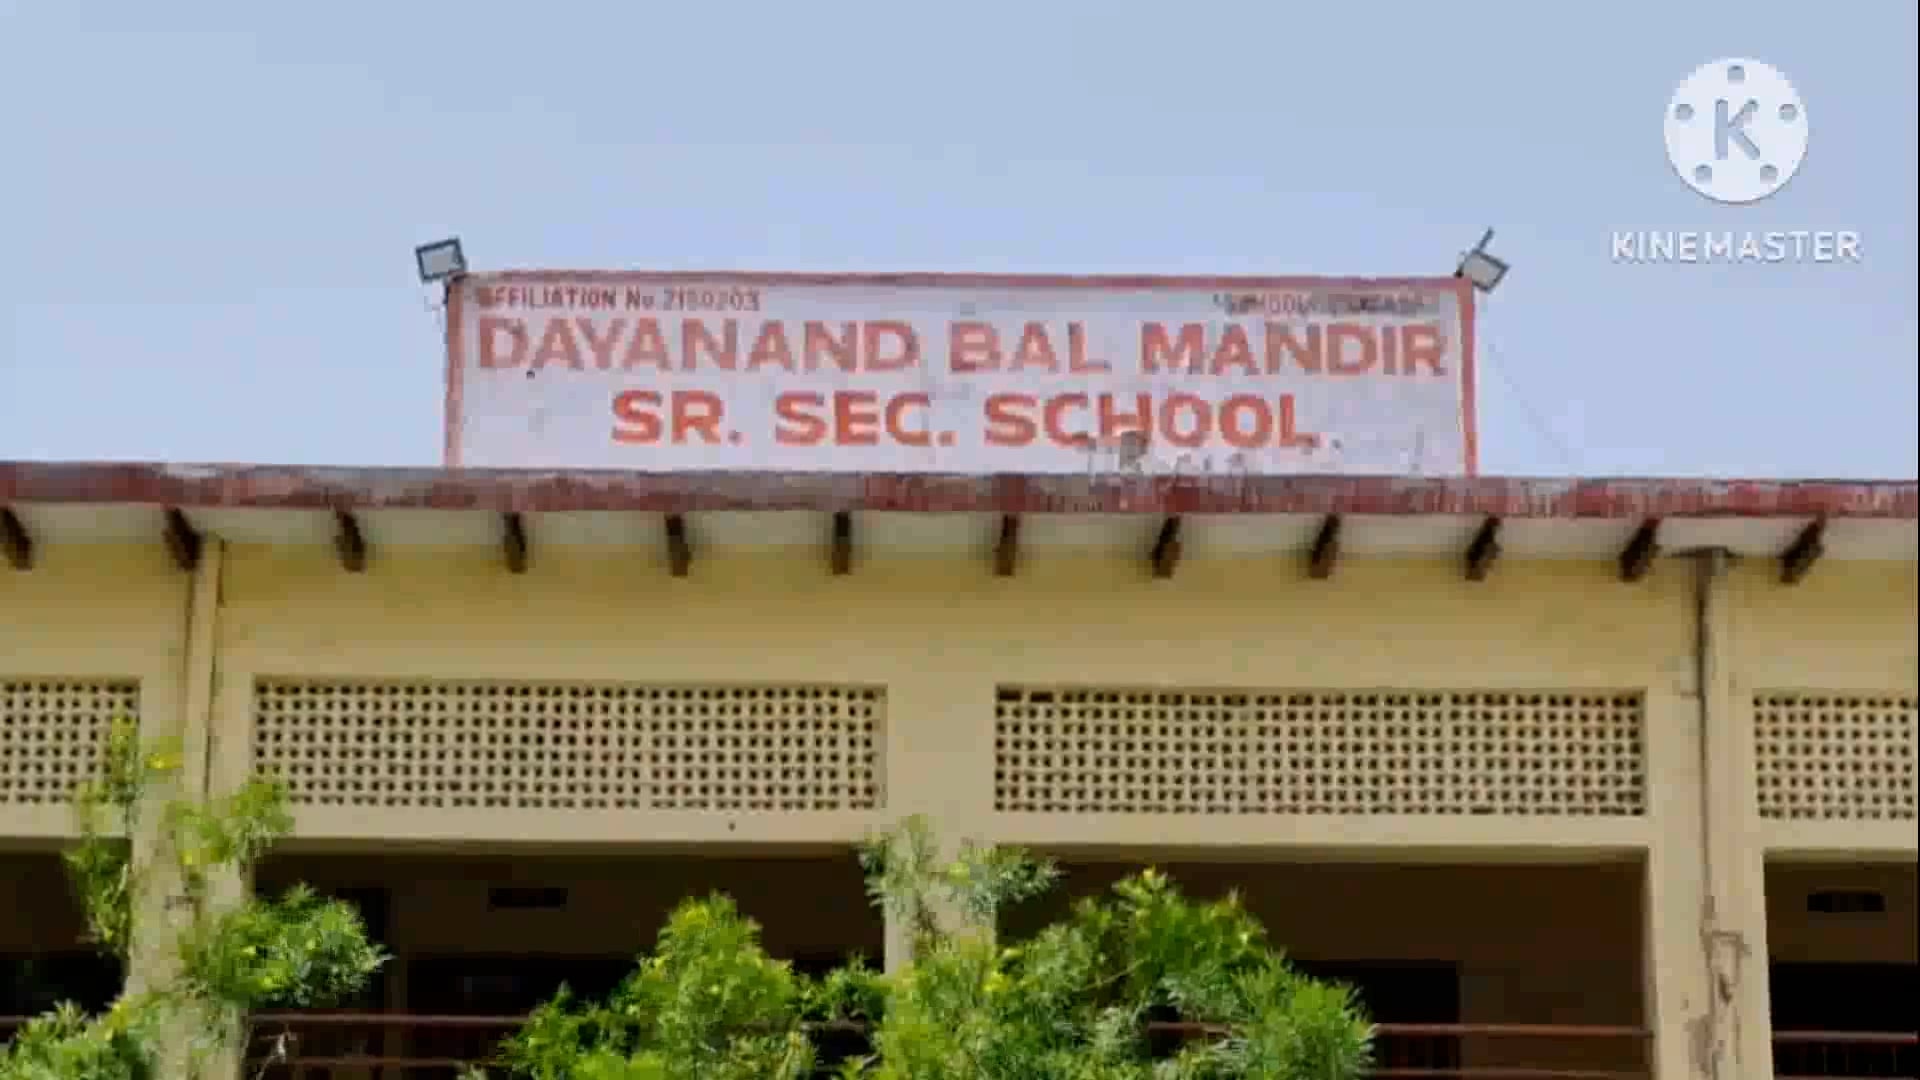 AFFILIATION No. 2130203
DAYANAND BAL MANDIR
SR. SEC. SCHOOL.
K
KINEMASTER